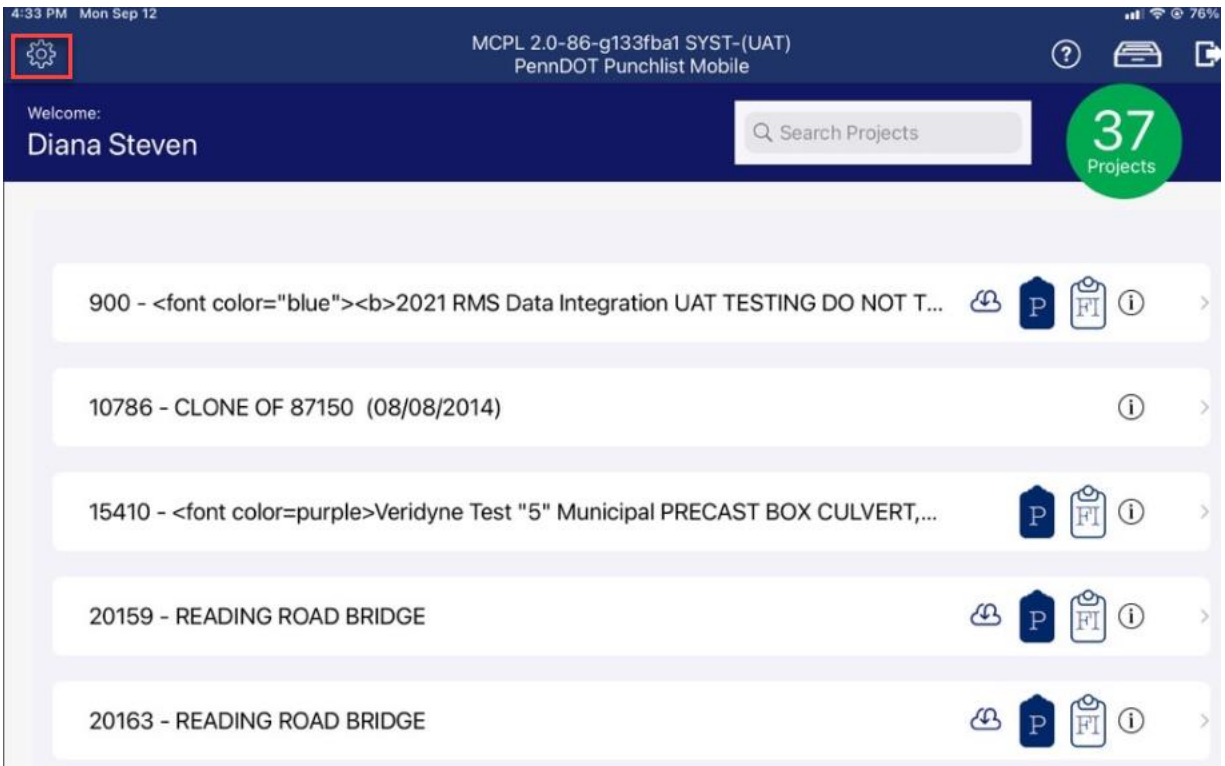 4:33 PM Mon Sep 12
76%
MCPL 2.0-86-g133fba1 SYST-(UAT)
PennDOT Punchlist Mobile
?
Welcome:
Diana Steven
Search Projects
37
Projects
900 - <font color="blue"><b>2021 RMS Data Integration UAT TESTING DO NOT T...
P FI i
10786 - CLONE OF 87150 (08/08/2014)
i
15410 - <font color=purple>Veridyne Test "5" Municipal PRECAST BOX CULVERT,...
P FI i
20159 - READING ROAD BRIDGE
P FI i
20163 - READING ROAD BRIDGE
P FI i